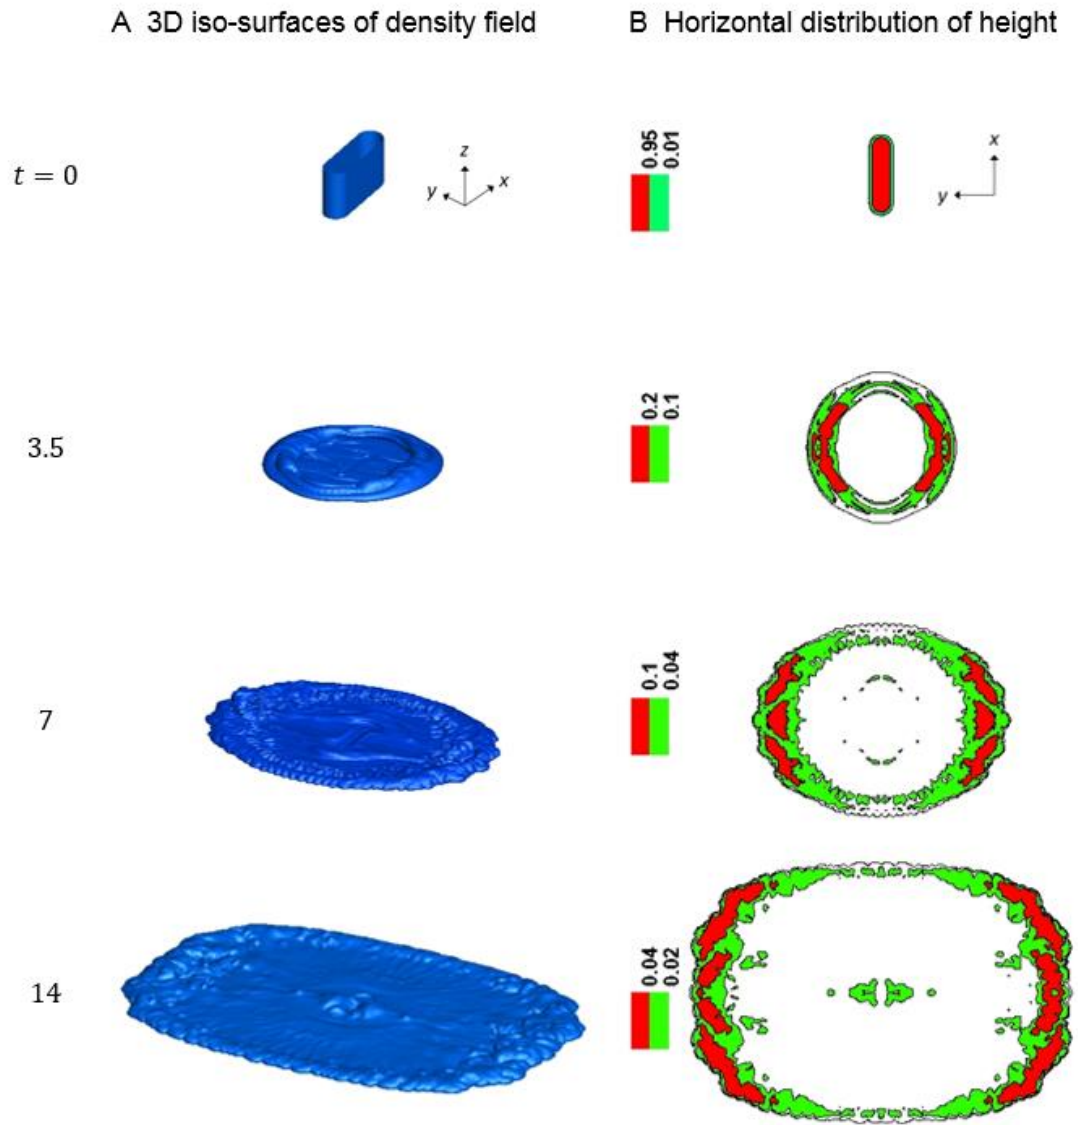 A 3D iso-surfaces of density field
B Horizontal distribution of height
t = 0
z
y
x
0.95
0.01
x
y
3.5
0.2
0.1
7
0.1
0.04
14
0.04
0.02